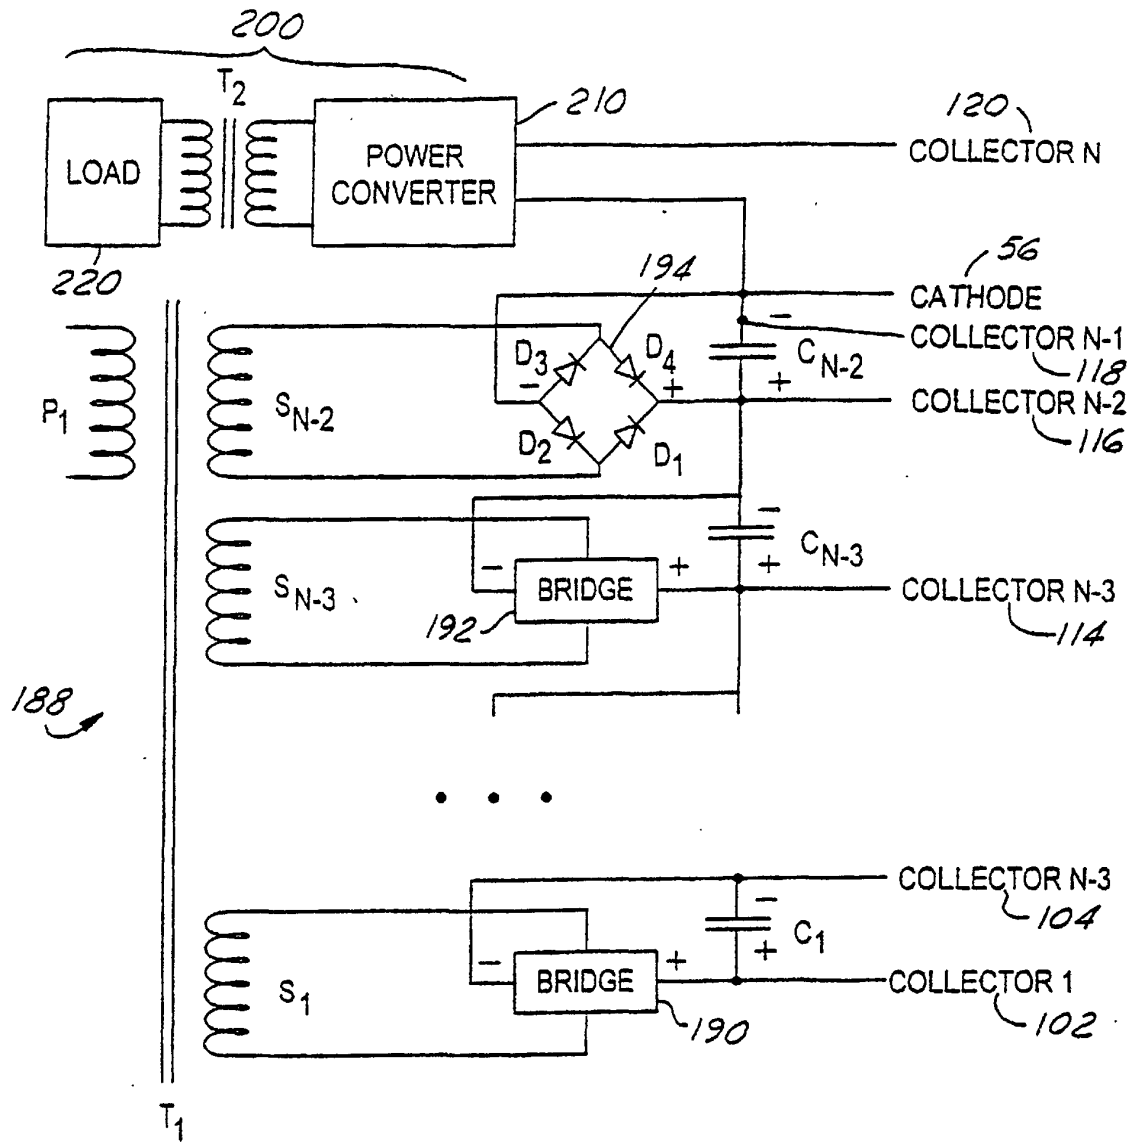 200
T2
210
120
LOAD
POWER CONVERTER
COLLECTOR N
220
194
56
CATHODE
COLLECTOR N-1
118
D3
D4
−
+
−
CN-2
+
COLLECTOR N-2
116
P1
SN-2
D2
D1
−
CN-3
+
SN-3
−
BRIDGE
+
192
COLLECTOR N-3
114
188
COLLECTOR N-3
104
−
C1
+
S1
−
BRIDGE
+
190
COLLECTOR 1
102
T1